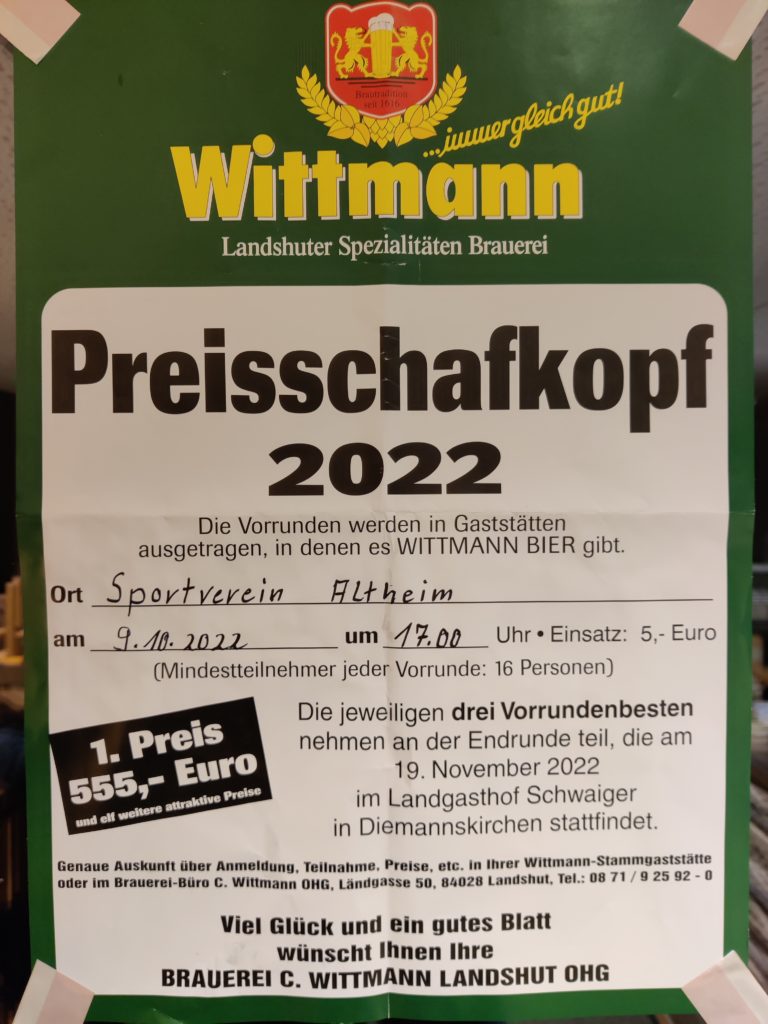 Brautradition
seit 1616
...immer gleich gut!
Wittmann
Landshuter Spezialitäten Brauerei
Preisschafkopf
2022
Die Vorrunden werden in Gaststätten
ausgetragen, in denen es WITTMANN BIER gibt.
Ort Sportverein Altheim
am 9.10.2022 um 17.00 Uhr • Einsatz: 5,- Euro
(Mindestteilnehmer jeder Vorrunde: 16 Personen)
1. Preis
555,- Euro
und elf weitere attraktive Preise
Die jeweiligen drei Vorrundenbesten
nehmen an der Endrunde teil, die am
19. November 2022
im Landgasthof Schwaiger
in Diemannskirchen stattfindet.
Genaue Auskunft über Anmeldung, Teilnahme, Preise, etc. in Ihrer Wittmann-Stammgaststätte
oder im Brauerei-Büro C. Wittmann OHG, Ländgasse 50, 84028 Landshut, Tel.: 08 71 / 9 25 92 - 0
Viel Glück und ein gutes Blatt
wünscht Ihnen Ihre
BRAUEREI C. WITTMANN LANDSHUT OHG